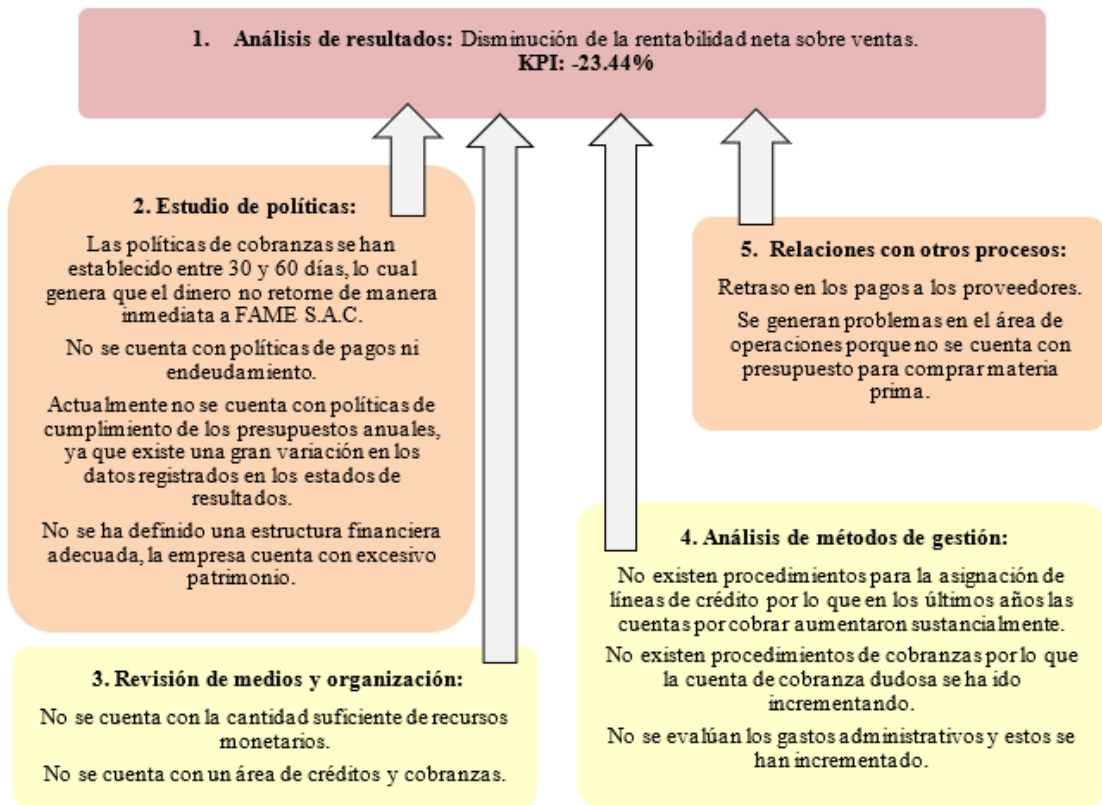 1. Análisis de resultados: Disminución de la rentabilidad neta sobre ventas.
KPI: -23.44%
2. Estudio de políticas:
Las políticas de cobranzas se han
establecido entre 30 y 60 días, lo cual
genera que el dinero no retorne de manera
inmediata a FAME S.A.C.
No se cuenta con políticas de pagos ni
endeudamiento.
Actualmente no se cuenta con políticas de
cumplimiento de los presupuestos anuales,
ya que existe una gran variación en los
datos registrados en los estados de
resultados.
No se ha definido una estructura financiera
adecuada, la empresa cuenta con excesivo
patrimonio.
3. Revisión de medios y organización:
No se cuenta con la cantidad suficiente de recursos
monetarios.
No se cuenta con un área de créditos y cobranzas.
5. Relaciones con otros procesos:
Retraso en los pagos a los proveedores.
Se generan problemas en el área de
operaciones porque no se cuenta con
presupuesto para comprar materia
prima.
4. Análisis de métodos de gestión:
No existen procedimientos para la asignación de
líneas de crédito por lo que en los últimos años las
cuentas por cobrar aumentaron sustancialmente.
No existen procedimientos de cobranzas por lo que
la cuenta de cobranza dudosa se ha ido
incrementando.
No se evalúan los gastos administrativos y estos se
han incrementado.